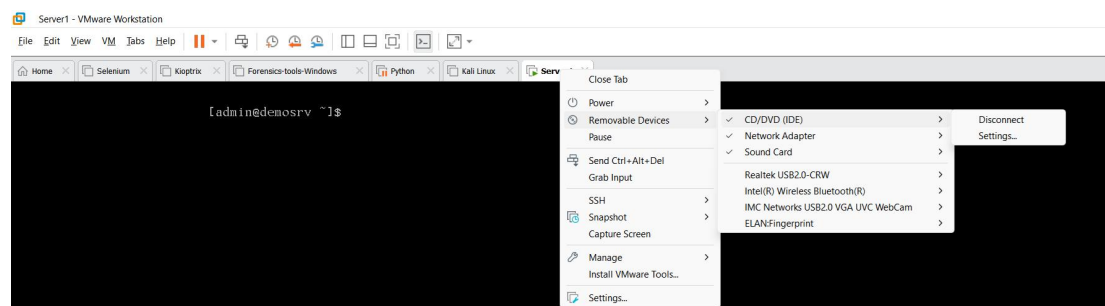 Server1 - VMware Workstation
File Edit View VM Tabs Help
Home Selenium Kioptrix Forensics-tools-Windows Python Kali Linux Serv
[admin@demosrv ~]$
Close Tab
Power
Removable Devices
Pause
Send Ctrl+Alt+Del
Grab Input
SSH
Snapshot
Capture Screen
Manage
Install VMware Tools...
Settings...
CD/DVD (IDE)
Network Adapter
Sound Card
Realtek USB2.0-CRW
Intel(R) Wireless Bluetooth(R)
IMC Networks USB2.0 VGA UVC WebCam
ELAN:Fingerprint
Disconnect
Settings...